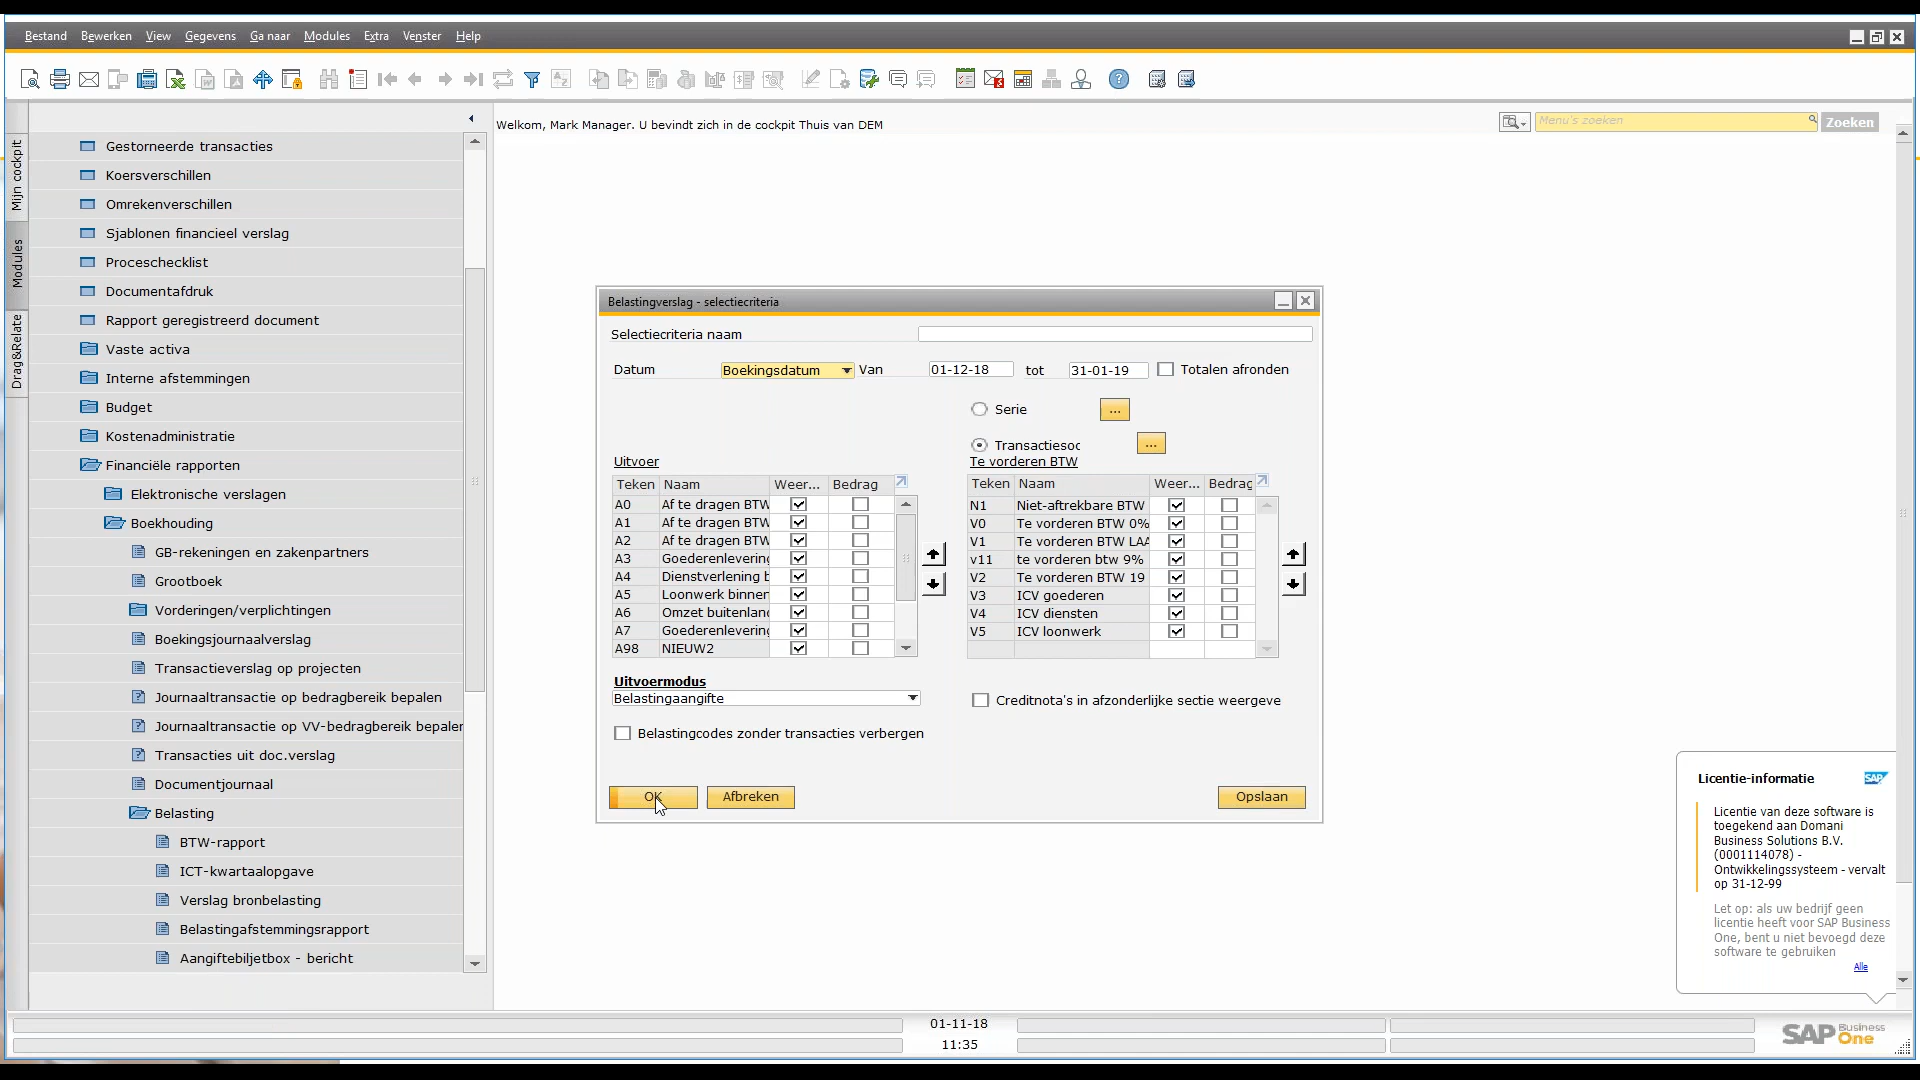 Bestand Bewerken View Gegevens Ga naar Modules Extra Venster Help
Welkom, Mark Manager. U bevindt zich in de cockpit Thuis van DEM
Menu's zoeken
Zoeken
Mijn cockpit
Modules
Drag&Relate
Gestorneerde transacties
Koersverschillen
Omrekenverschillen
Sjablonen financieel verslag
Proceschecklist
Documentafdruk
Rapport geregistreerd document
Vaste activa
Interne afstemmingen
Budget
Kostenadministratie
Financiële rapporten
Elektronische verslagen
Boekhouding
GB-rekeningen en zakenpartners
Grootboek
Vorderingen/verplichtingen
Boekingsjournaalverslag
Transactieverslag op projecten
Journaaltransactie op bedragbereik bepalen
Journaaltransactie op VV-bedragbereik bepaler
Transacties uit doc.verslag
Documentjournaal
Belasting
BTW-rapport
ICT-kwartaalopgave
Verslag bronbelasting
Belastingafstemmingsrapport
Aangiftebiljetbox - bericht
Belastingverslag - selectiecriteria
Selectiecriteria naam
Datum Boekingsdatum Van 01-12-18 tot 31-01-19 Totalen afronden
Serie ...
Transactiesoc ...
Uitvoer
Teken Naam Weer... Bedrag
A0 Af te dragen BTW
A1 Af te dragen BTW
A2 Af te dragen BTW
A3 Goederenlevering
A4 Dienstverlening b
A5 Loonwerk binnen
A6 Omzet buitenland
A7 Goederenlevering
A98 NIEUW2
Te vorderen BTW
Teken Naam Weer... Bedrag
N1 Niet-aftrekbare BTW
V0 Te vorderen BTW 0%
V1 Te vorderen BTW LAA
v11 te vorderen btw 9%
V2 Te vorderen BTW 19
V3 ICV goederen
V4 ICV diensten
V5 ICV loonwerk
Uitvoermodus
Belastingaangifte
Creditnota's in afzonderlijke sectie weergeve
Belastingcodes zonder transacties verbergen
OK Afbreken Opslaan
Licentie-informatie SAP
Licentie van deze software is
toegekend aan Domani
Business Solutions B.V.
(0001114078) -
Ontwikkelingssysteem - vervalt
op 31-12-99
Let op: als uw bedrijf geen
licentie heeft voor SAP Business
One, bent u niet bevoegd deze
software te gebruiken
Alle
01-11-18
11:35
SAP Business One